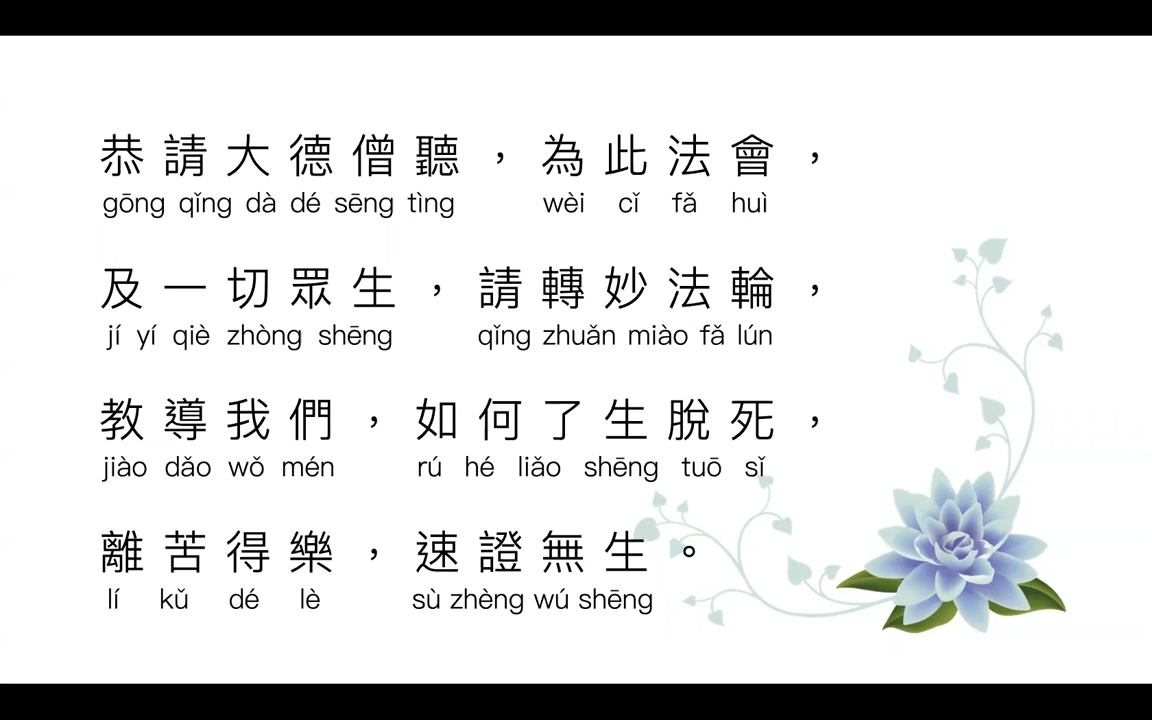 恭請大德僧聽，為此法會，
gōng qǐng dà dé sēng tìng wèi cǐ fǎ huì
及一切眾生，請轉妙法輪，
jí yí qiè zhòng shēng qǐng zhuǎn miào fǎ lún
教導我們，如何了生脫死，
jiào dǎo wǒ mén rú hé liǎo shēng tuō sǐ
離苦得樂，速證無生。
lí kǔ dé lè sù zhèng wú shēng